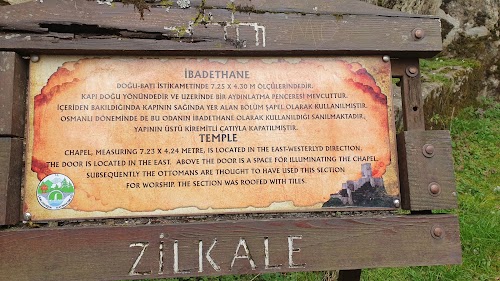 İBADETHANE
DOĞU-BATI İSTİKAMETİNDE 7.25 X 4.30 M ÖLÇÜLERİNDEDİR.
KAPI DOĞU YÖNÜNDEDİR VE ÜZERİNDE BİR AYDINLATMA PENÇERESİ MEVCUTTUR.
İÇERİDEN BAKILDIĞINDA KAPININ SAĞINDA YER ALAN BÖLÜM ŞAPEL OLARAK KULLANILMIŞTIR.
OSMANLI DÖNEMİNDE DE BU ODANIN İBADETHANE OLARAK KULLANILDIĞI SANILMAKTADIR.
YAPININ ÜSTÜ KİREMİTLİ ÇATIYLA KAPATILMIŞTIR.
TEMPLE
CHAPEL, MEASURING 7.23 X 4.24 METRE, IS LOCATED IN THE EAST-WESTERLYD DIRECTION,
THE DOOR IS LOCATED IN THE EAST. ABOVE THE DOOR IS A SPACE FOR ILLUMINATING THE CHAPEL.
SUBSEQUENTLY THE OTTOMANS ARE THOUGHT TO HAVE USED THIS SECTION
FOR WORSHIP. THE SECTION WAS ROOFED WITH TILES.
ZİLKALE